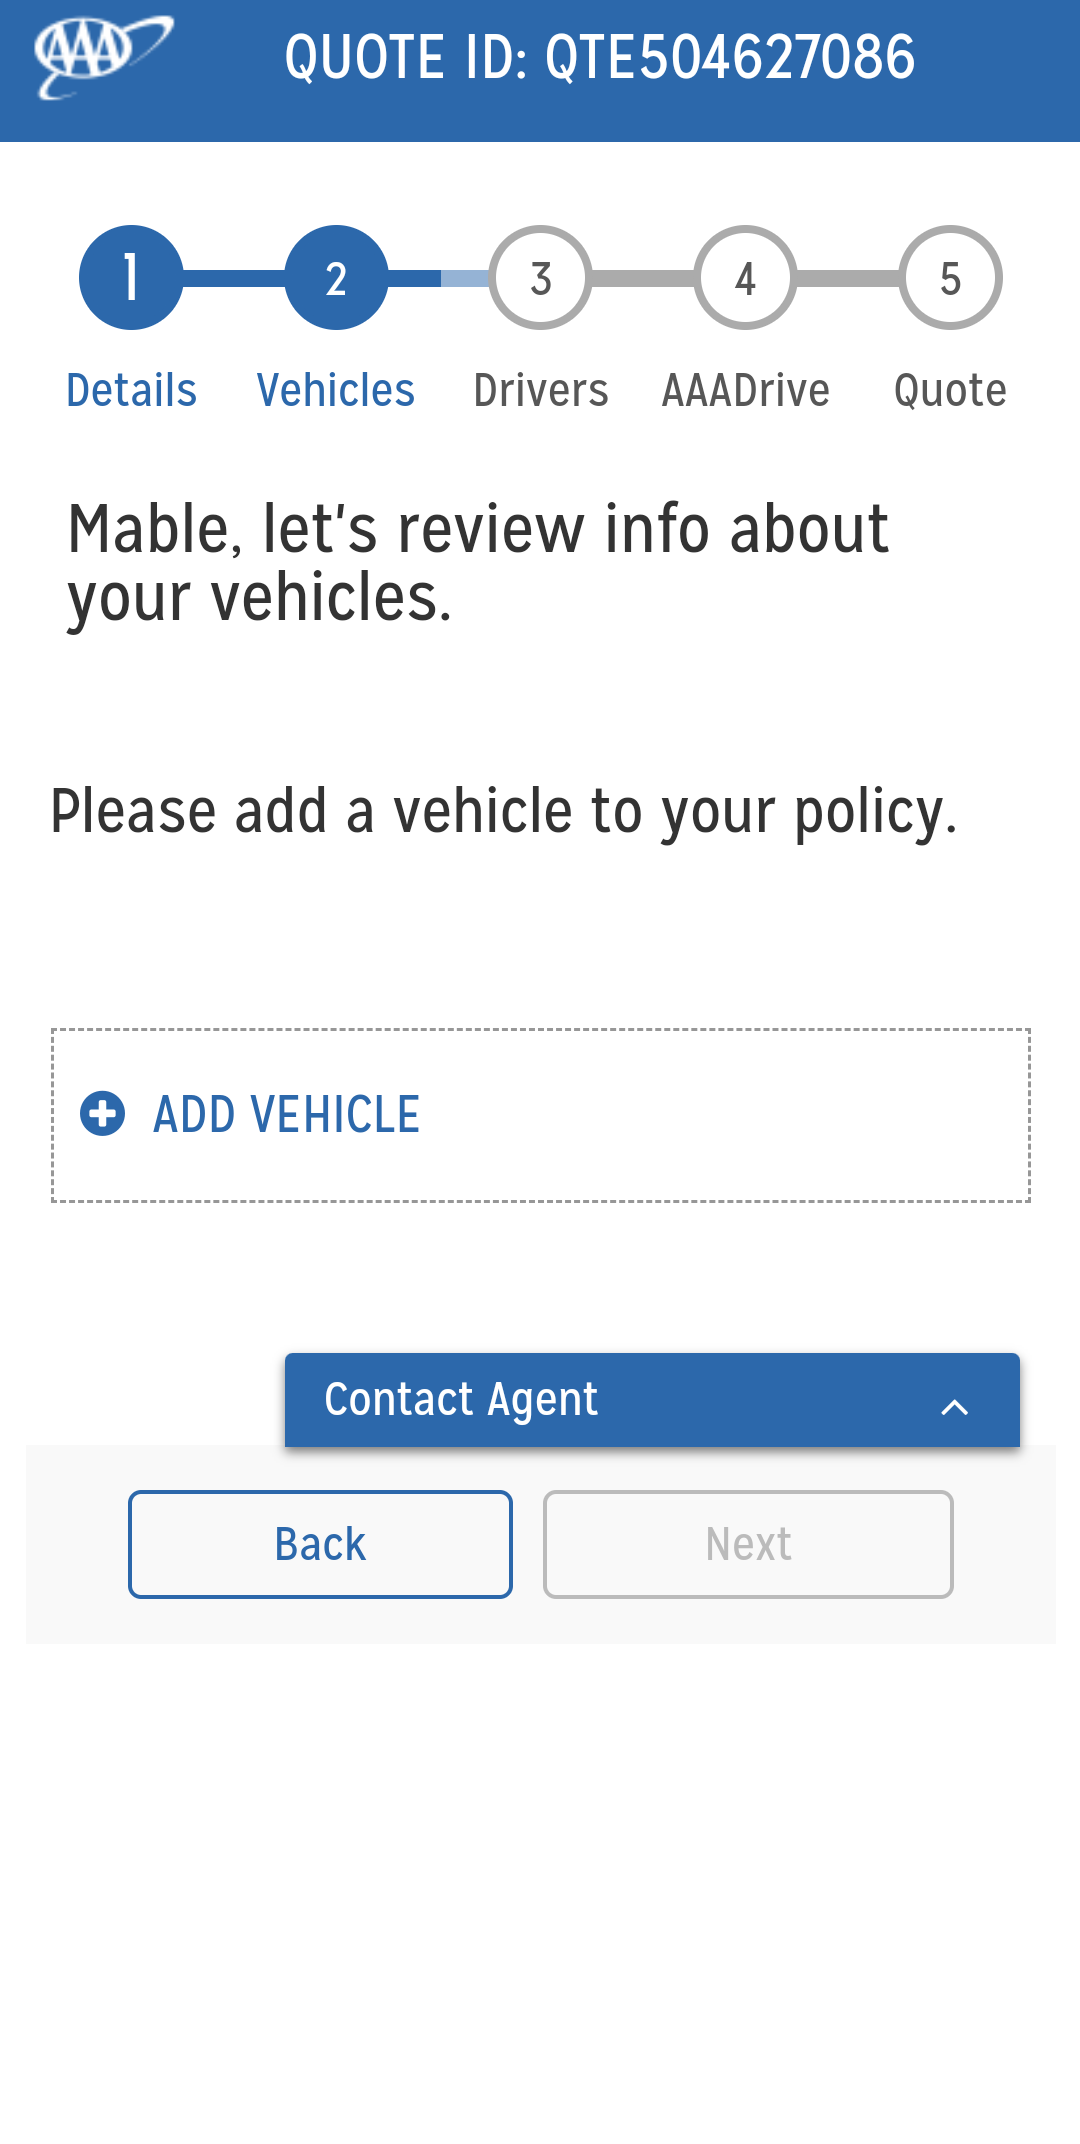 AAA
QUOTE ID: QTE504627086
1
2
3
4
5
Details
Vehicles
Drivers
AAADrive
Quote
Mable, let's review info about
your vehicles.
Please add a vehicle to your policy.
ADD VEHICLE
Contact Agent
Back
Next